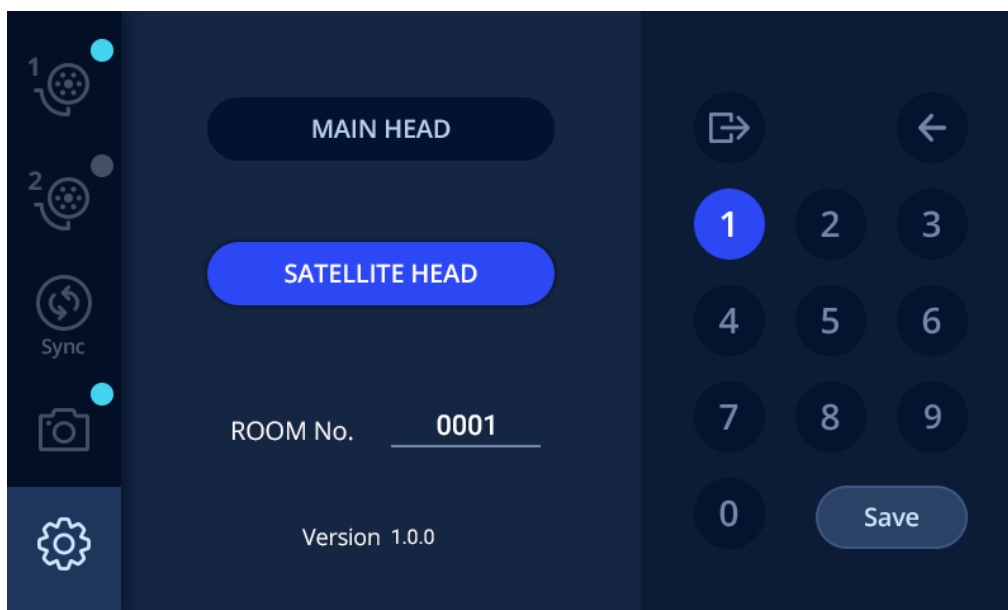 1
2
Sync
MAIN HEAD
SATELLITE HEAD
ROOM No. 0001
Version 1.0.0
1 2 3
4 5 6
7 8 9
0 Save